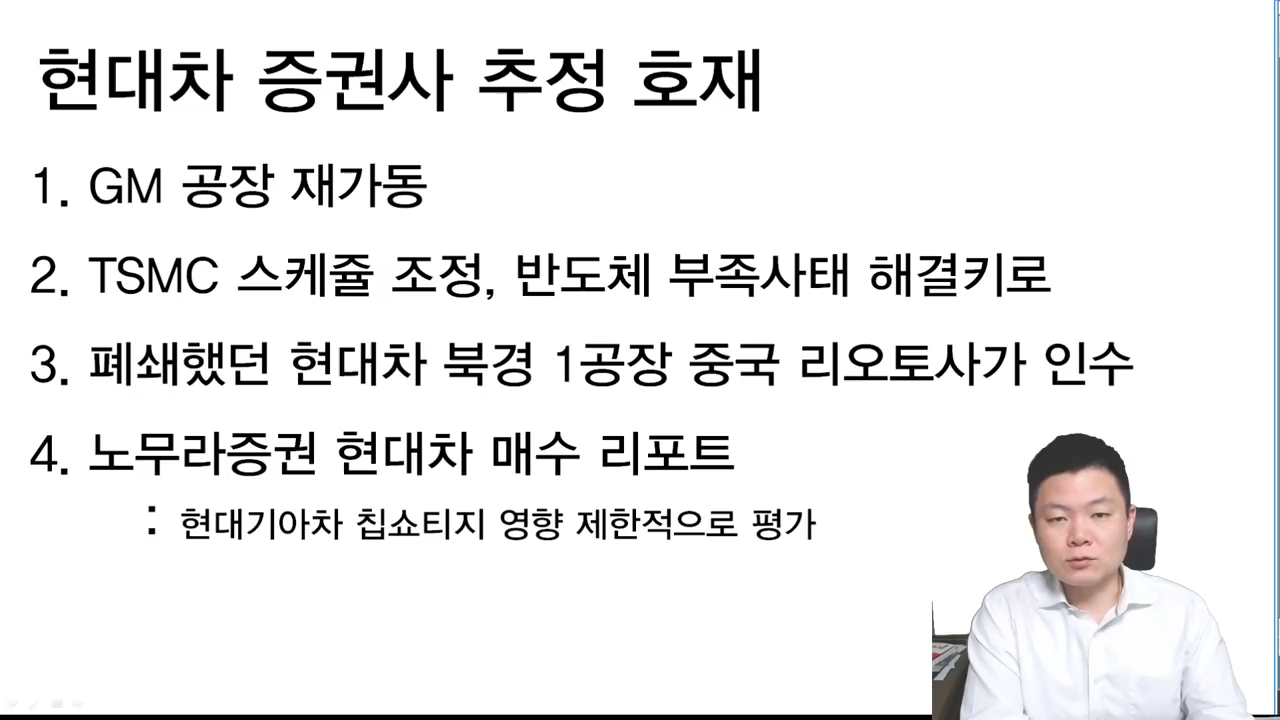 현대차 증권사 추정 호재
1. GM 공장 재가동
2. TSMC 스케쥴 조정, 반도체 부족사태 해결키로
3. 폐쇄했던 현대차 북경 1공장 중국 리오토사가 인수
4. 노무라증권 현대차 매수 리포트
: 현대기아차 칩쇼티지 영향 제한적으로 평가